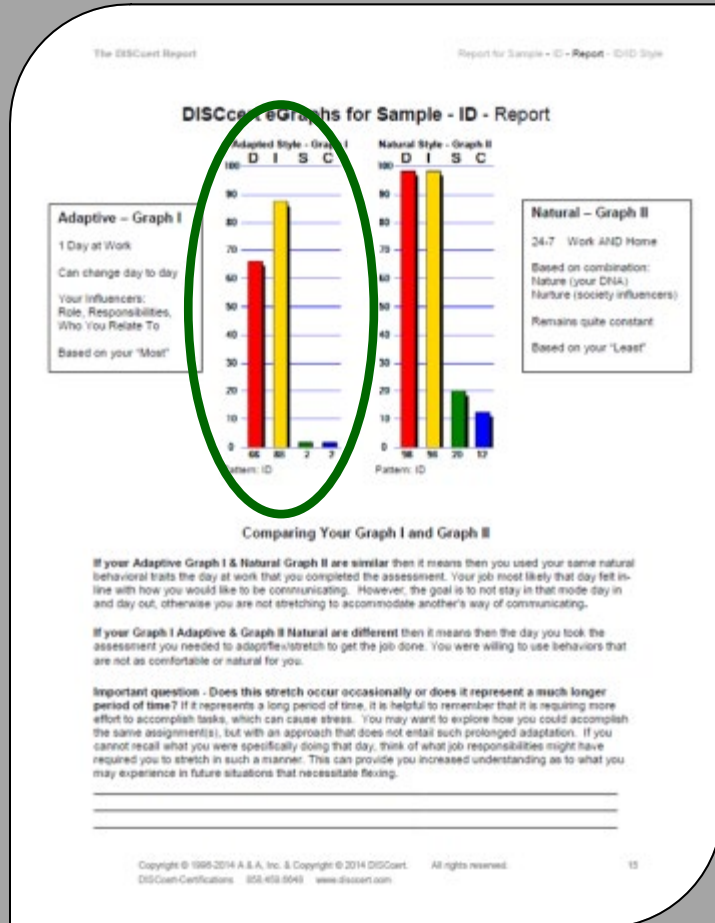 The DISCcert Report
Report for Sample - ID - Report - ID/ID Style
DISCcert eGraphs for Sample - ID - Report
Adapted Style - Graph I
D I S C
100
90
80
70
60
50
40
30
20
10
0
66 88 2 2
Pattern: ID
Natural Style - Graph II
D I S C
100
90
80
70
60
50
40
30
20
10
0
98 98 20 12
Pattern: ID
Adaptive – Graph I
1 Day at Work
Can change day to day
Your Influencers:
Role, Responsibilities,
Who You Relate To
Based on your "Most"
Natural – Graph II
24-7 Work AND Home
Based on combination:
Nature (your DNA)
Nurture (society influencers)
Remains quite constant
Based on your "Least"
Comparing Your Graph I and Graph II
If your Adaptive Graph I & Natural Graph II are similar then it means then you used your same natural
behavioral traits the day at work that you completed the assessment. Your job most likely that day felt in-
line with how you would like to be communicating. However, the goal is to not stay in that mode day in
and day out, otherwise you are not stretching to accommodate another's way of communicating.
If your Graph I Adaptive & Graph II Natural are different then it means then the day you took the
assessment you needed to adapt/flex/stretch to get the job done. You were willing to use behaviors that
are not as comfortable or natural for you.
Important question - Does this stretch occur occasionally or does it represent a much longer
period of time? If it represents a long period of time, it is helpful to remember that it is requiring more
effort to accomplish tasks, which can cause stress. You may want to explore how you could accomplish
the same assignment(s), but with an approach that does not entail such prolonged adaptation. If you
cannot recall what you were specifically doing that day, think of what job responsibilities might have
required you to stretch in such a manner. This can provide you increased understanding as to what you
may experience in future situations that necessitate flexing.
Copyright © 1996-2014 A & A, Inc. & Copyright © 2014 DISCcert. All rights reserved. 15
DISCcert-Certifications www.disccert.com